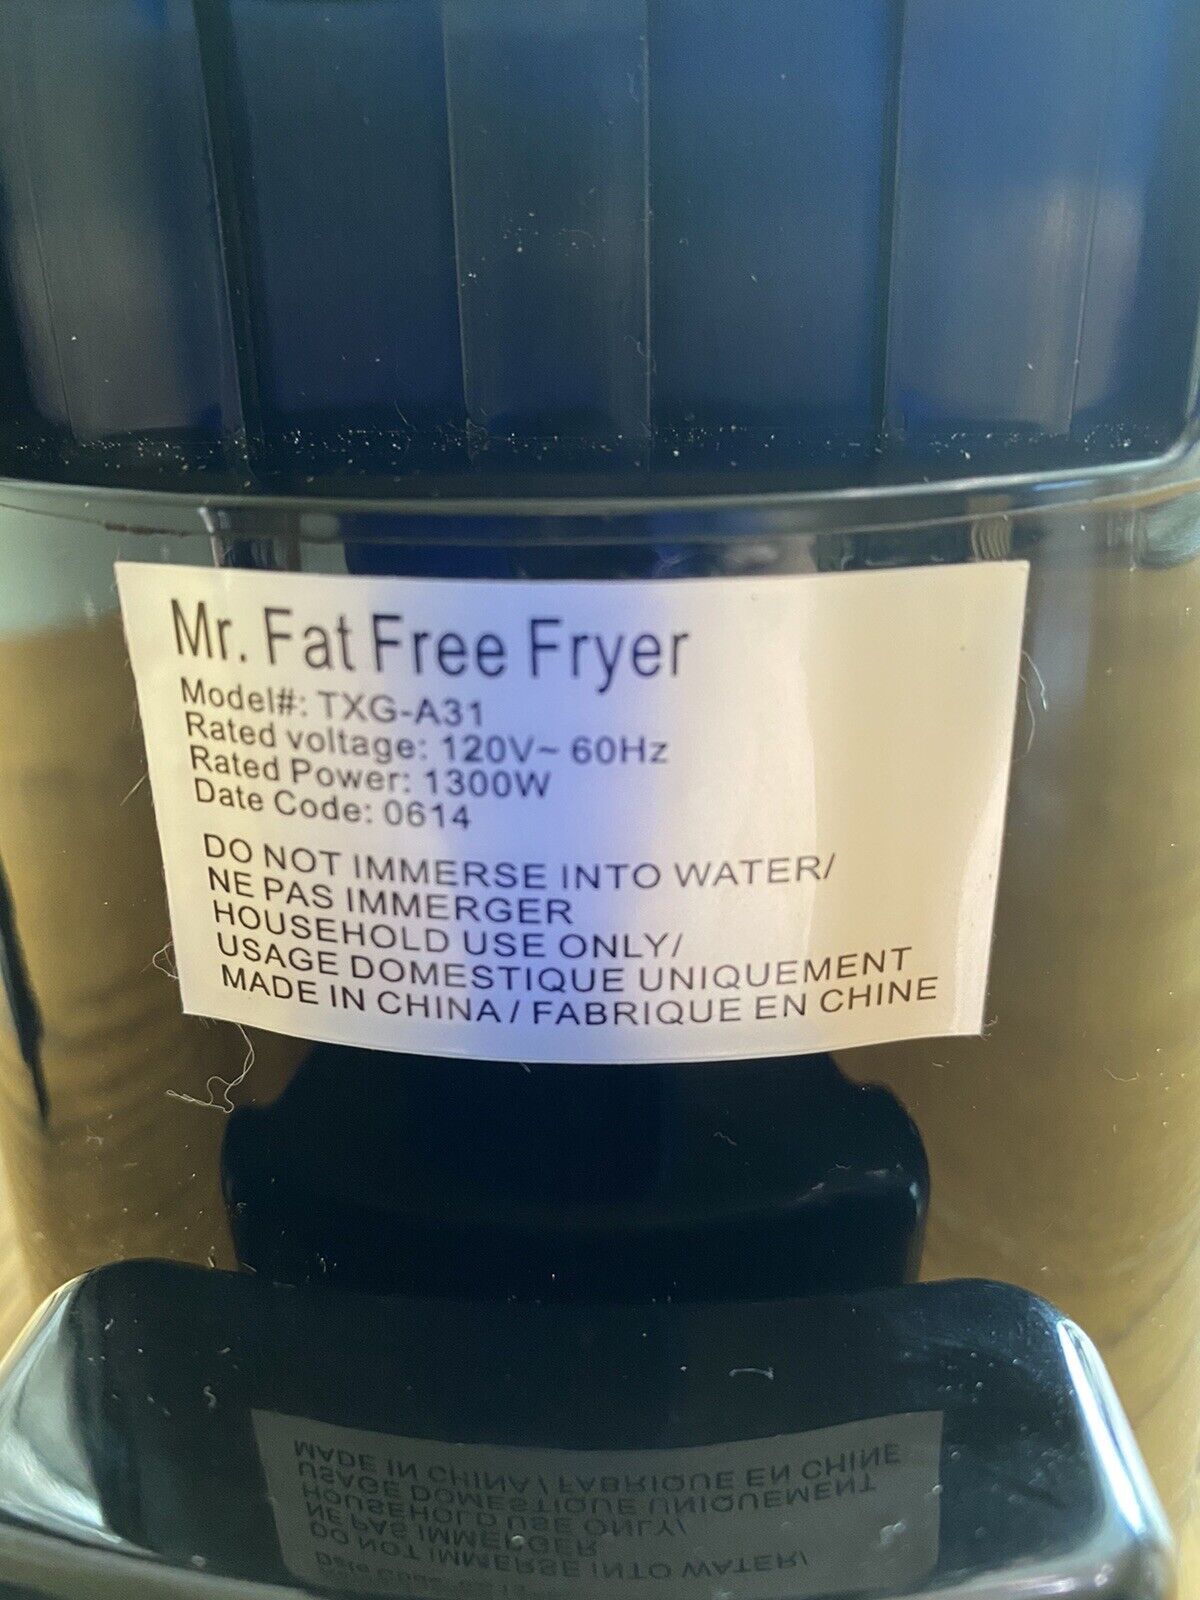 Mr. Fat Free Fryer
Model#: TXG-A31
Rated voltage: 120V~ 60Hz
Rated Power: 1300W
Date Code: 0614
DO NOT IMMERSE INTO WATER/
NE PAS IMMERGER
HOUSEHOLD USE ONLY/
USAGE DOMESTIQUE UNIQUEMENT
MADE IN CHINA / FABRIQUE EN CHINE